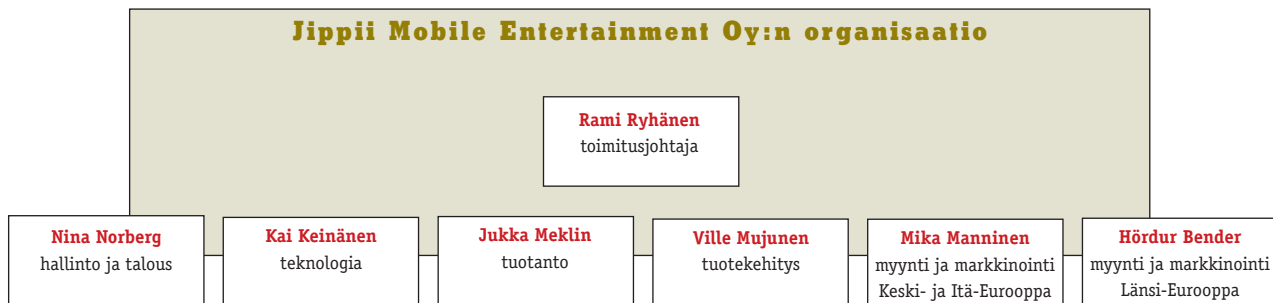 Jippii Mobile Entertainment Oy:n organisaatio
Rami Ryhänen
toimitusjohtaja
Nina Norberg
hallinto ja talous
Kai Keinänen
teknologia
Jukka Meklin
tuotanto
Ville Mujunen
tuotekehitys
Mika Manninen
myynti ja markkinointi
Keski- ja Itä-Eurooppa
Hördur Bender
myynti ja markkinointi
Länsi-Eurooppa